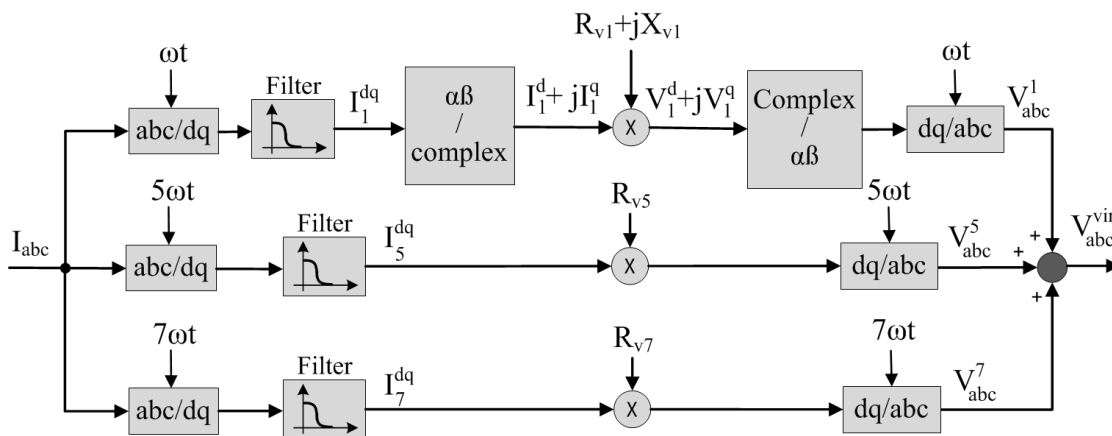 R_v1+jX_v1
ωt
ωt
Filter
I_1^dq
I_1^d+ jI_1^q
V_1^d+jV_1^q
V_abc^1
abc/dq
αß
/
complex
X
Complex
/
αß
dq/abc
5ωt
R_v5
5ωt
Filter
I_5^dq
V_abc^5
+
V_abc^vir
I_abc
abc/dq
X
dq/abc
+
+
7ωt
R_v7
7ωt
Filter
I_7^dq
V_abc^7
abc/dq
X
dq/abc